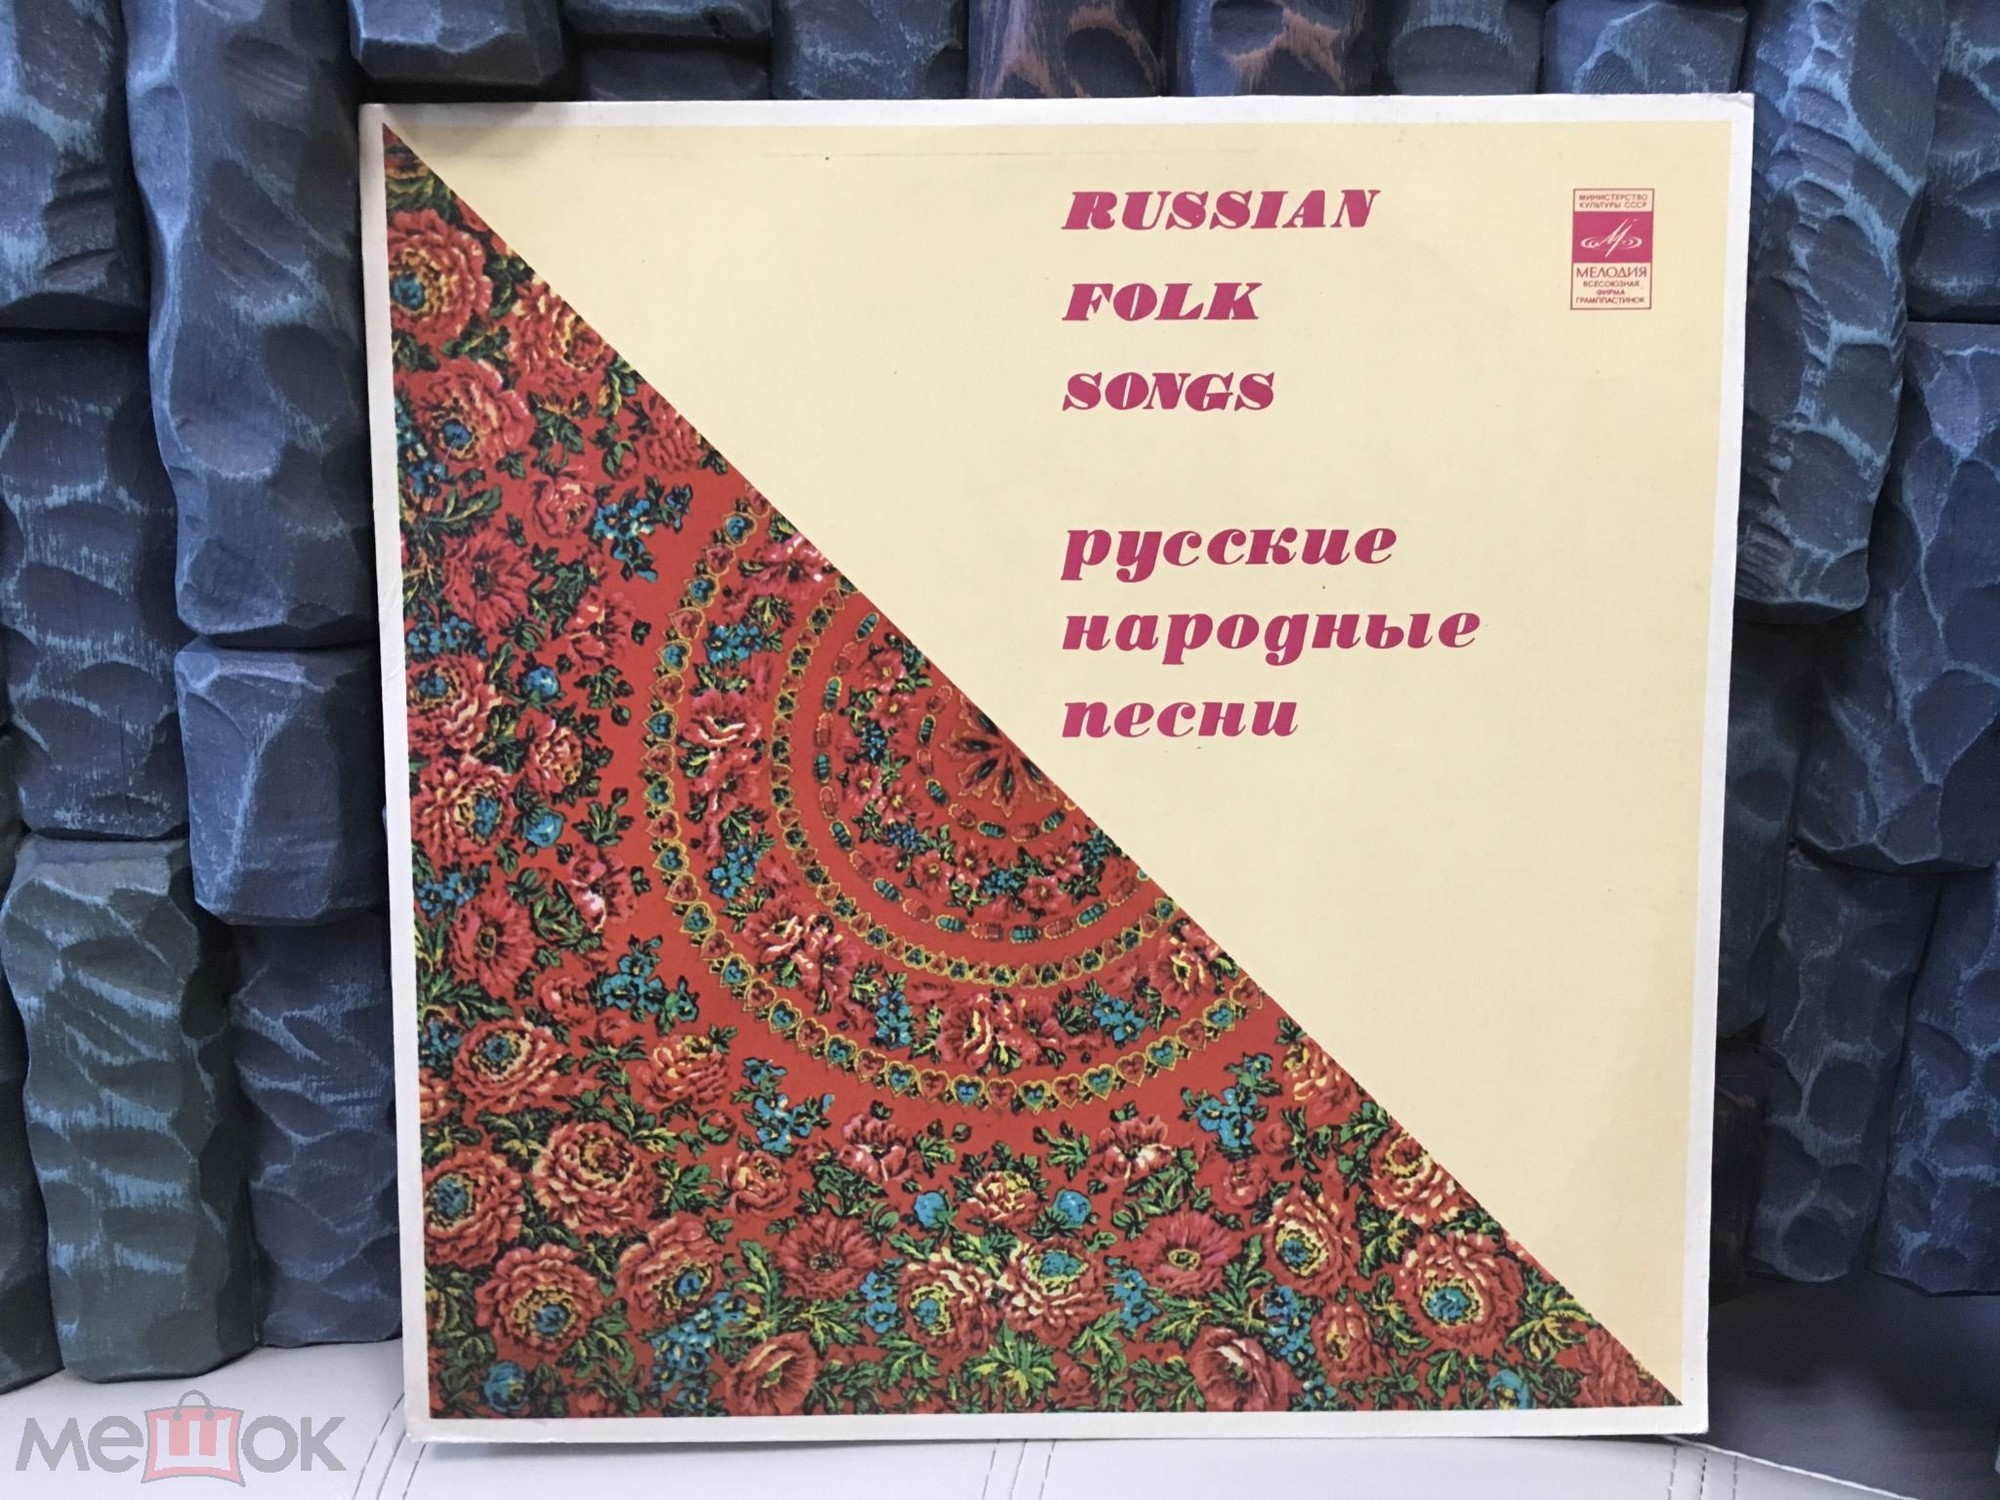 RUSSIAN
FOLK
SONGS
русские
народные
песни
МИНИСТЕРСТВО
КУЛЬТУРЫ СССР
МЕЛОДИЯ
ВСЕСОЮЗНАЯ
ФИРМА
ГРАМПЛАСТИНОК
мешок